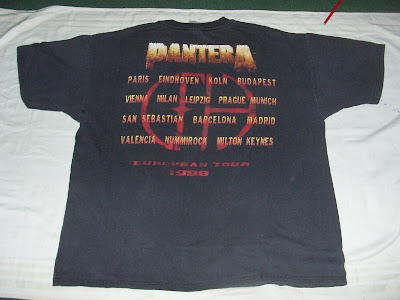 PANTERA
PARIS EINDHOVEN KOLN BUDAPEST
VIENNA MILAN LEIPZIG PRAGUE MUNICH
SAN SEBASTIAN BARCELONA MADRID
VALENCIA NUMMIROCK MILTON KEYNES
EUROPEAN TOUR
1998